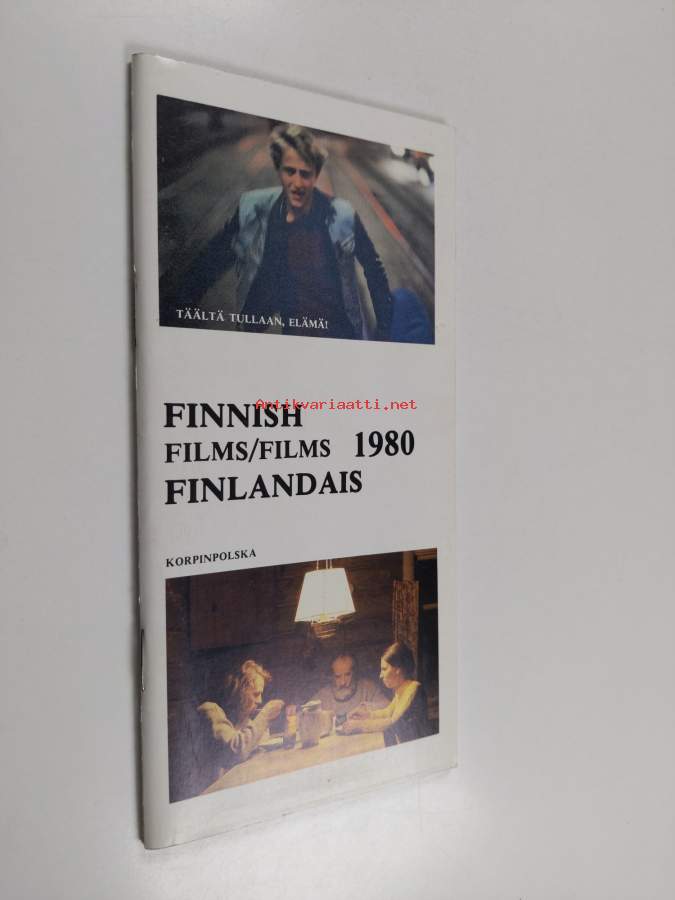 TÄÄLTÄ TULLAAN, ELÄMÄ!
Antikvariaatti.net
FINNISH
FILMS/FILMS 1980
FINLANDAIS
KORPINPOLSKA